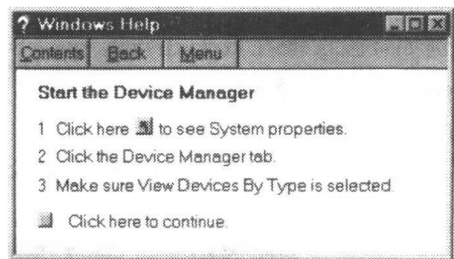 ? Windows Help
Contents Back Menu
Start the Device Manager
1 Click here to see System properties.
2 Click the Device Manager tab.
3 Make sure View Devices By Type is selected.
Click here to continue.